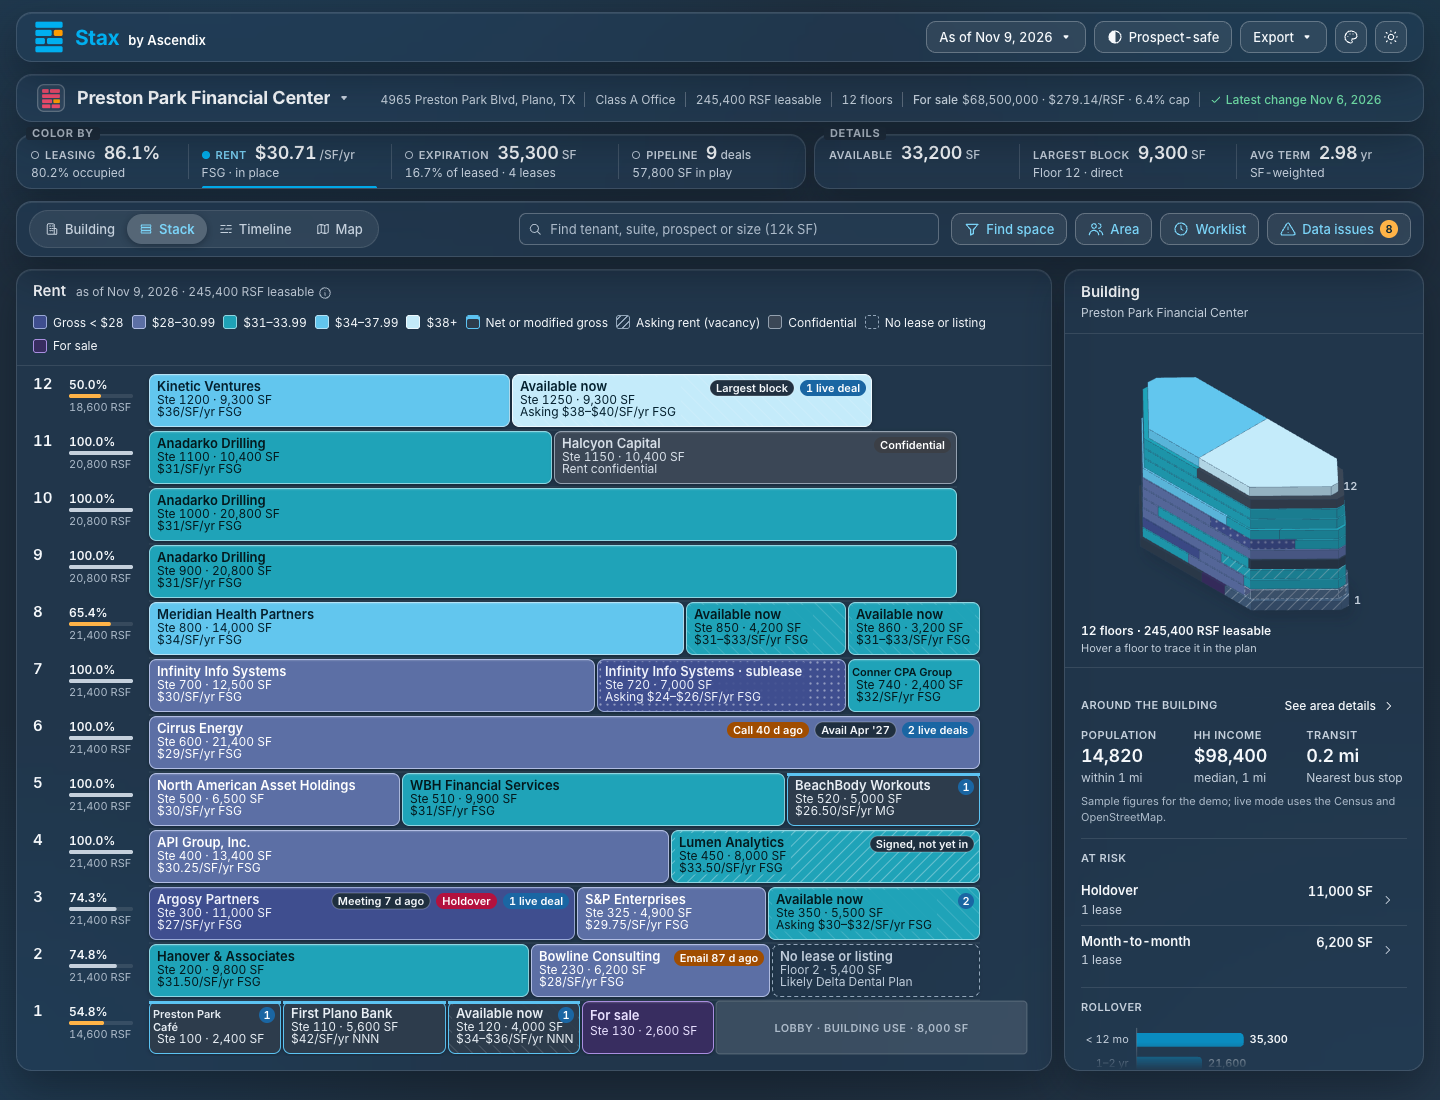 Stax by Ascendix
As of Nov 9, 2026
Prospect-safe
Export
Preston Park Financial Center
4965 Preston Park Blvd, Plano, TX
Class A Office
245,400 RSF leasable
12 floors
For sale $68,500,000 · $279.14/RSF · 6.4% cap
✓ Latest change Nov 6, 2026
COLOR BY
LEASING 86.1%
80.2% occupied
RENT $30.71 /SF/yr
FSG · in place
EXPIRATION 35,300 SF
16.7% of leased · 4 leases
PIPELINE 9 deals
57,800 SF in play
DETAILS
AVAILABLE 33,200 SF
LARGEST BLOCK 9,300 SF
Floor 12 · direct
AVG TERM 2.98 yr
SF-weighted
Building
Stack
Timeline
Map
Find tenant, suite, prospect or size (12k SF)
Find space
Area
Worklist
Data issues 8
Rent as of Nov 9, 2026 · 245,400 RSF leasable
Gross < $28
$28–30.99
$31–33.99
$34–37.99
$38+
Net or modified gross
Asking rent (vacancy)
Confidential
No lease or listing
For sale
12
50.0%
18,600 RSF
Kinetic Ventures
Ste 1200 · 9,300 SF
$36/SF/yr FSG
Available now
Ste 1250 · 9,300 SF
Asking $38–$40/SF/yr FSG
Largest block
1 live deal
11
100.0%
20,800 RSF
Anadarko Drilling
Ste 1100 · 10,400 SF
$31/SF/yr FSG
Halcyon Capital
Ste 1150 · 10,400 SF
Rent confidential
Confidential
10
100.0%
20,800 RSF
Anadarko Drilling
Ste 1000 · 20,800 SF
$31/SF/yr FSG
9
100.0%
20,800 RSF
Anadarko Drilling
Ste 900 · 20,800 SF
$31/SF/yr FSG
8
65.4%
21,400 RSF
Meridian Health Partners
Ste 800 · 14,000 SF
$34/SF/yr FSG
Available now
Ste 850 · 4,200 SF
$31–$33/SF/yr FSG
Available now
Ste 860 · 3,200 SF
$31–$33/SF/yr FSG
7
100.0%
21,400 RSF
Infinity Info Systems
Ste 700 · 12,500 SF
$30/SF/yr FSG
Infinity Info Systems · sublease
Ste 720 · 7,000 SF
Asking $24–$26/SF/yr FSG
Conner CPA Group
Ste 740 · 2,400 SF
$32/SF/yr FSG
6
100.0%
21,400 RSF
Cirrus Energy
Ste 600 · 21,400 SF
$29/SF/yr FSG
Call 40 d ago
Avail Apr '27
2 live deals
5
100.0%
21,400 RSF
North American Asset Holdings
Ste 500 · 6,500 SF
$30/SF/yr FSG
WBH Financial Services
Ste 510 · 9,900 SF
$31/SF/yr FSG
BeachBody Workouts
Ste 520 · 5,000 SF
$26.50/SF/yr MG
1
4
100.0%
21,400 RSF
API Group, Inc.
Ste 400 · 13,400 SF
$30.25/SF/yr FSG
Lumen Analytics
Ste 450 · 8,000 SF
$33.50/SF/yr FSG
Signed, not yet in
3
74.3%
21,400 RSF
Argosy Partners
Ste 300 · 11,000 SF
$27/SF/yr FSG
Meeting 7 d ago
Holdover
1 live deal
S&P Enterprises
Ste 325 · 4,900 SF
$29.75/SF/yr FSG
Available now
Ste 350 · 5,500 SF
Asking $30–$32/SF/yr FSG
2
2
74.8%
21,400 RSF
Hanover & Associates
Ste 200 · 9,800 SF
$31.50/SF/yr FSG
Bowline Consulting
Ste 230 · 6,200 SF
$28/SF/yr FSG
Email 87 d ago
No lease or listing
Floor 2 · 5,400 SF
Likely Delta Dental Plan
1
54.8%
14,600 RSF
Preston Park
Café
Ste 100 · 2,400 SF
1
First Plano Bank
Ste 110 · 5,600 SF
$42/SF/yr NNN
Available now
Ste 120 · 4,000 SF
$34–$36/SF/yr NNN
1
For sale
Ste 130 · 2,600 SF
LOBBY · BUILDING USE · 8,000 SF
Building
Preston Park Financial Center
12
1
12 floors · 245,400 RSF leasable
Hover a floor to trace it in the plan
AROUND THE BUILDING
See area details
POPULATION
14,820
within 1 mi
HH INCOME
$98,400
median, 1 mi
TRANSIT
0.2 mi
Nearest bus stop
Sample figures for the demo; live mode uses the Census and
OpenStreetMap.
AT RISK
Holdover
1 lease
11,000 SF
Month-to-month
1 lease
6,200 SF
ROLLOVER
< 12 mo 35,300
1–2 yr 21,600